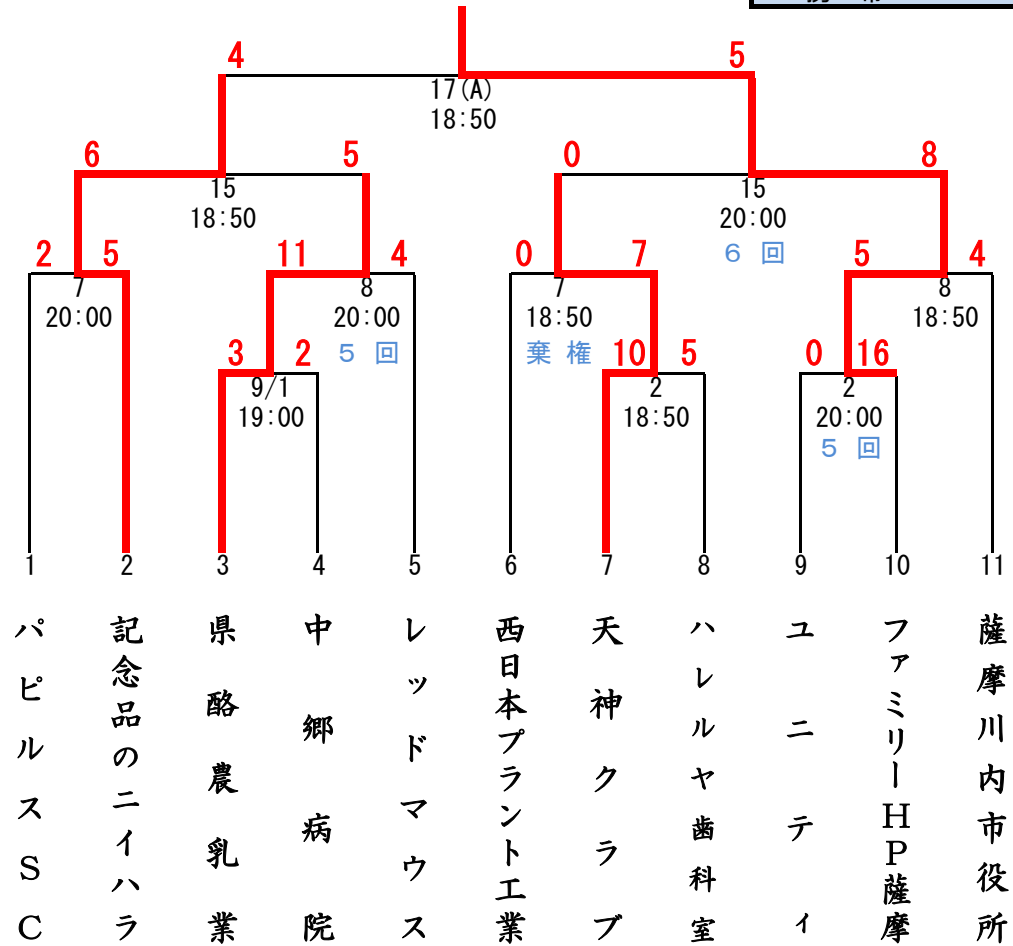 4 5
17(A)
18:50
6 5 0 8
15 15
18:50 20:00
6 回
2 5 11 4 0 7 5 4
7 8 7 8
20:00 20:00 18:50 18:50
5 回 棄 権
3 2 10 5 0 16
9/1 2 2
19:00 18:50 20:00
5 回
1 2 3 4 5 6 7 8 9 10 11
パピルスSC
記念品のニイハラ
県酪農乳業
中郷病院
レッドマウス
西日本プラント工業
天神クラブ
ハレルヤ歯科室
ユニティ
ファミリーHP薩摩
薩摩川内市役所